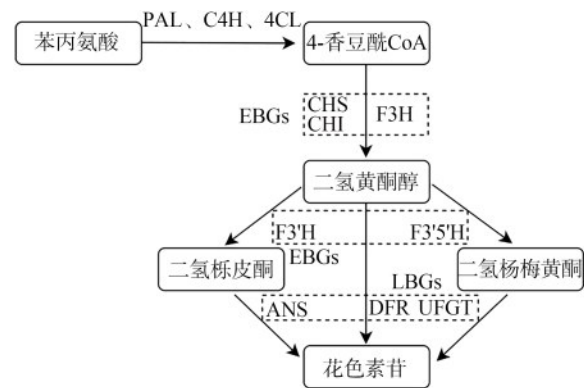 PAL、C4H、4CL
苯丙氨酸
4-香豆酰CoA
EBGs
CHS
CHI
F3H
二氢黄酮醇
F3'H
F3'5'H
EBGs
二氢栎皮酮
二氢杨梅黄酮
LBGs
ANS
DFR UFGT
花色素苷